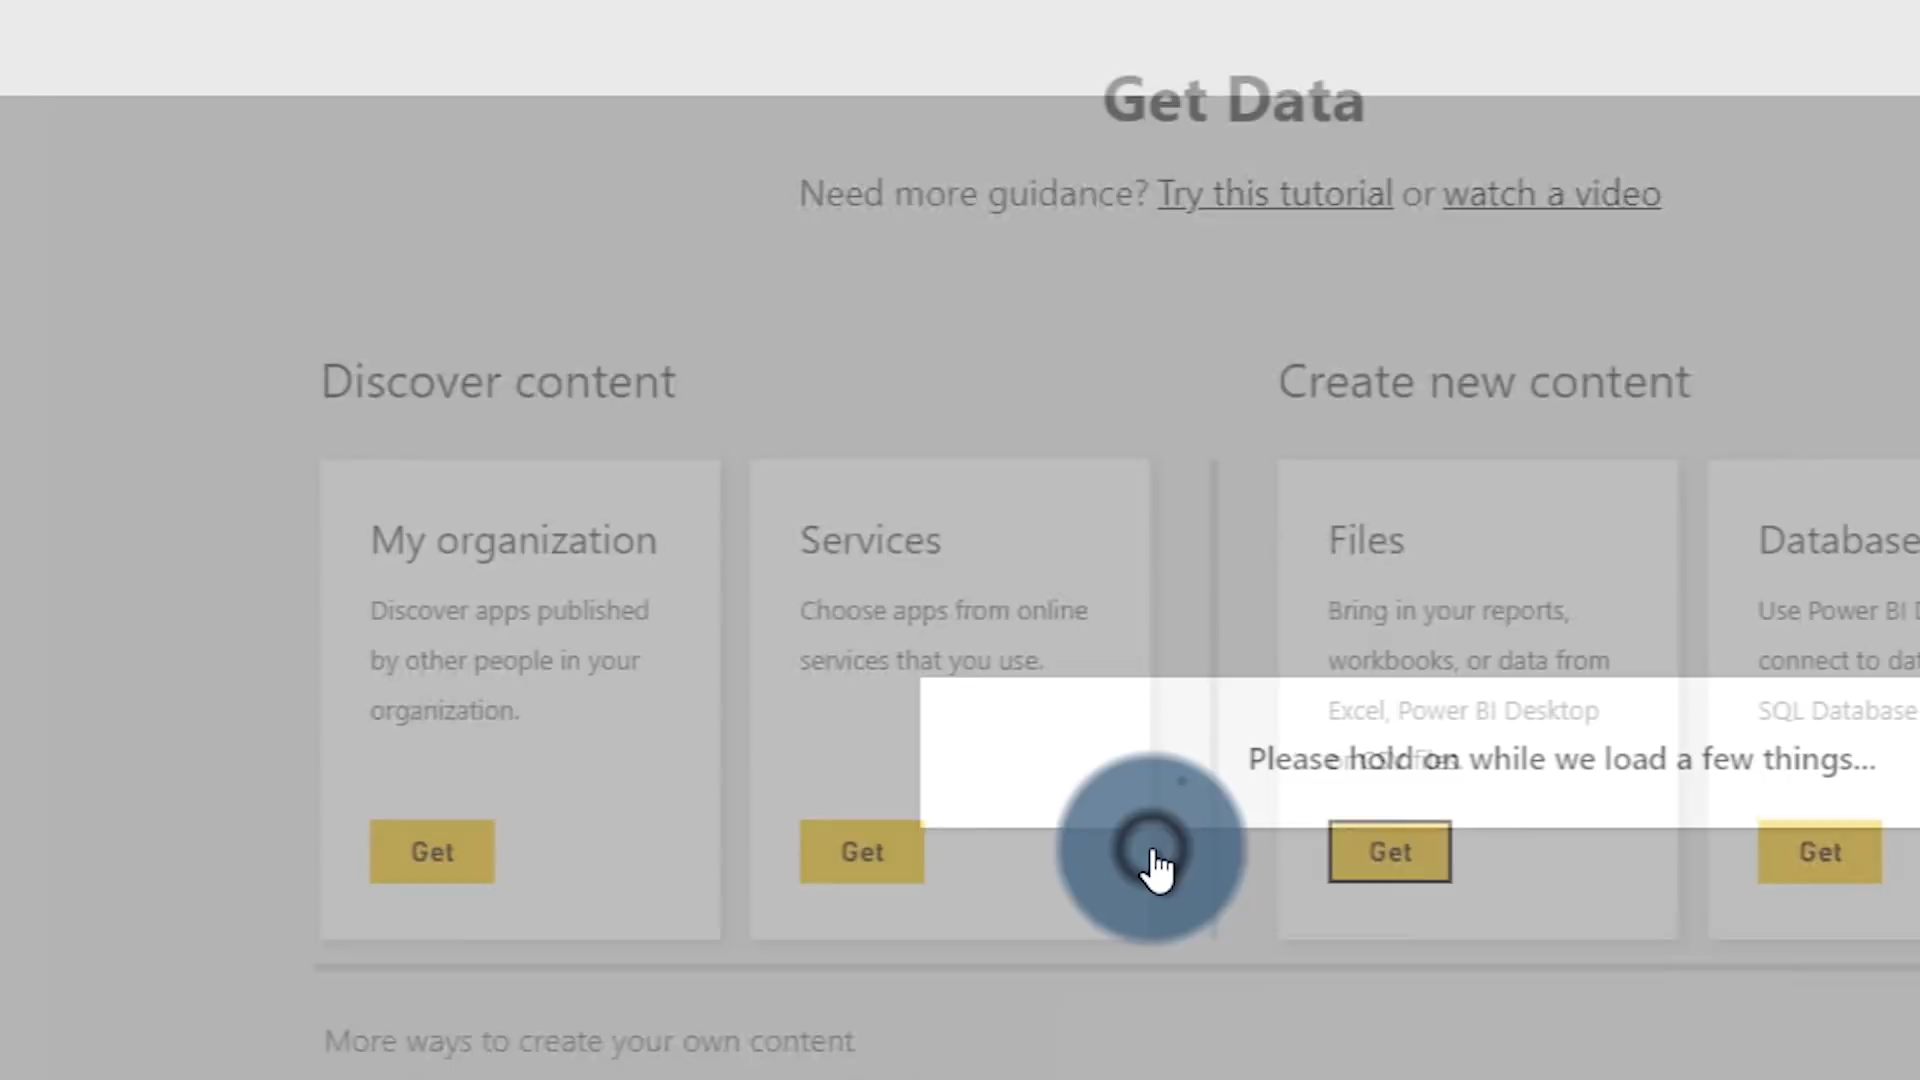 Get Data
Need more guidance? Try this tutorial or watch a video
Discover content
Create new content
My organization
Discover apps published
by other people in your
organization.
Get
Services
Choose apps from online
services that you use.
Get
Files
Bring in your reports,
workbooks, or data from
Excel, Power BI Desktop
Get
Database
Use Power BI D
connect to dat
SQL Database
Get
Please hold on while we load a few things...
More ways to create your own content